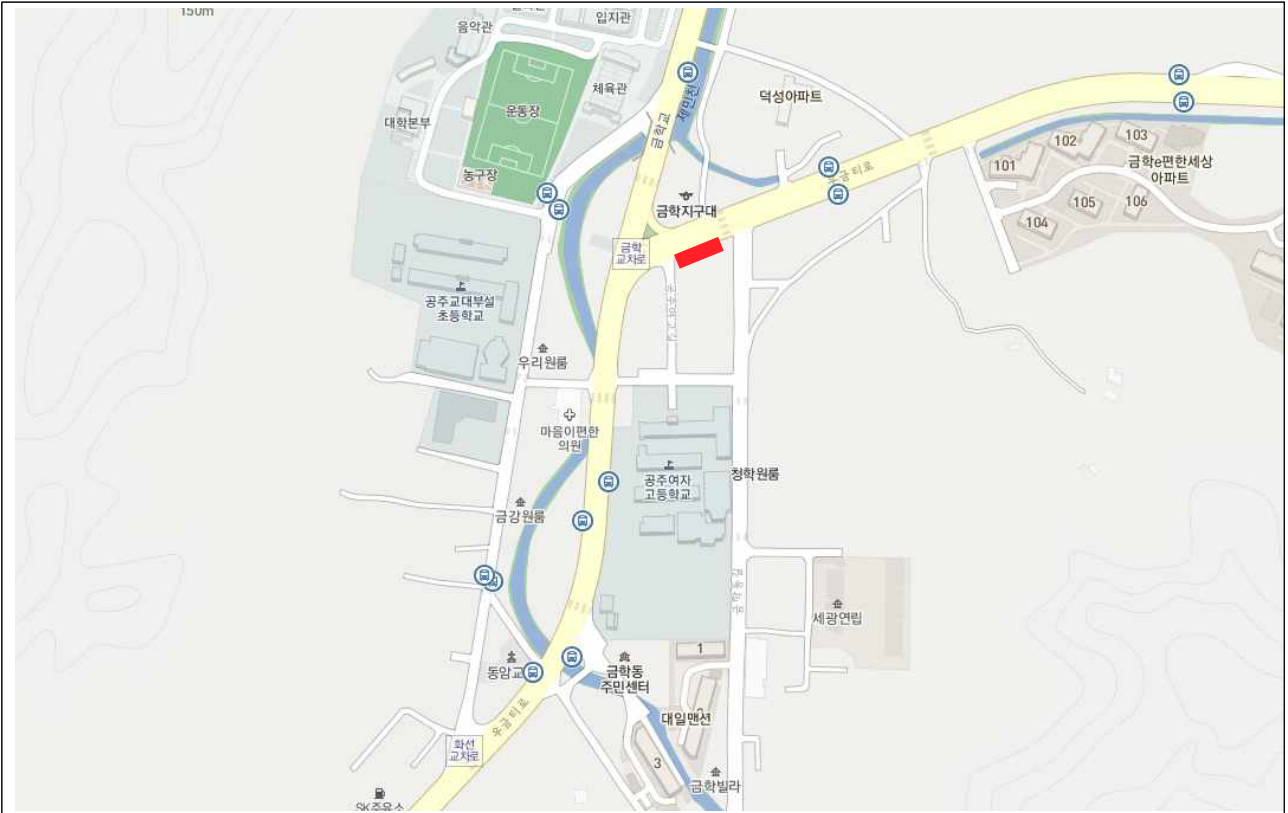 150m
음악관
입지관
체육관
운동장
대학본부
농구장
금학교
제민천
덕성아파트
우금티로
101
102
103
104
105
106
금학e편한세상
아파트
금학지구대
금학
교차로
공주교대부설
초등학교
우리원룸
마음이편한
의원
공주여자
고등학교
청학원룸
금강원룸
세광연립
동암교
금학동
주민센터
1
대일맨션
2
3
우금티로
화선
교차로
금학빌라
SK주유소